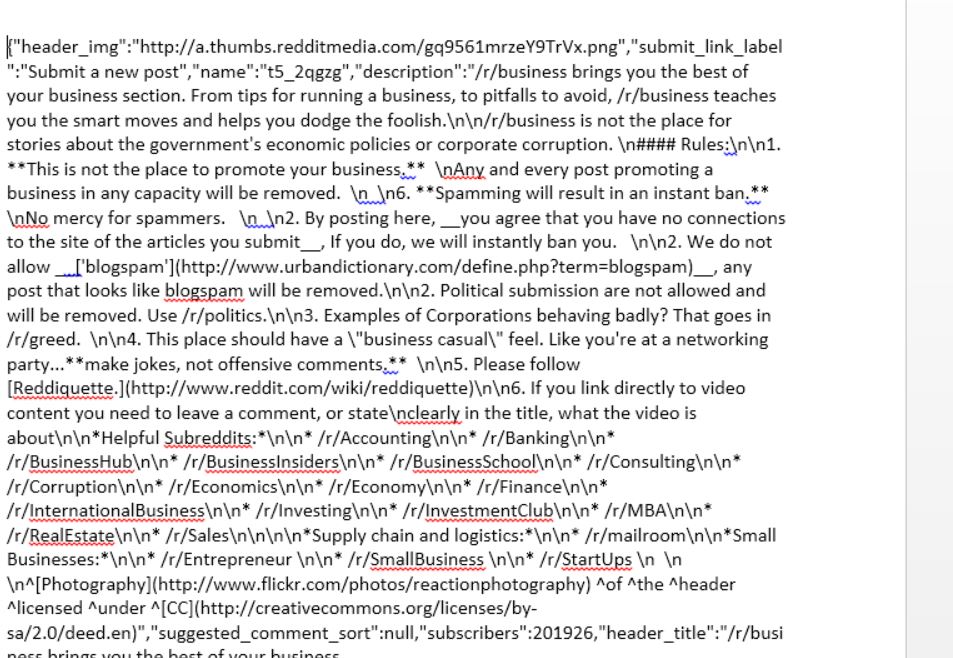 {"header_img":"http://a.thumbs.redditmedia.com/gq9561mrzeY9TrVx.png","submit_link_label
":"Submit a new post","name":"t5_2qgzg","description":"/r/business brings you the best of
your business section. From tips for running a business, to pitfalls to avoid, /r/business teaches
you the smart moves and helps you dodge the foolish.\n\n/r/business is not the place for
stories about the government's economic policies or corporate corruption. \n#### Rules:\n\n1.
**This is not the place to promote your business.**  \nAny and every post promoting a
business in any capacity will be removed.  \n  \n6. **Spamming will result in an instant ban.**
\nNo mercy for spammers.   \n  \n2. By posting here, __you agree that you have no connections
to the site of the articles you submit__, If you do, we will instantly ban you.   \n\n2. We do not
allow __['blogspam'](http://www.urbandictionary.com/define.php?term=blogspam)__, any
post that looks like blogspam will be removed.\n\n2. Political submission are not allowed and
will be removed. Use /r/politics.\n\n3. Examples of Corporations behaving badly? That goes in
/r/greed.  \n\n4. This place should have a \"business casual\" feel. Like you're at a networking
party...**make jokes, not offensive comments.**  \n\n5. Please follow
[Reddiquette.](http://www.reddit.com/wiki/reddiquette)\n\n6. If you link directly to video
content you need to leave a comment, or state\nclearly in the title, what the video is
about\n\n*Helpful Subreddits:*\n\n* /r/Accounting\n\n* /r/Banking\n\n*
/r/BusinessHub\n\n* /r/BusinessInsiders\n\n* /r/BusinessSchool\n\n* /r/Consulting\n\n*
/r/Corruption\n\n* /r/Economics\n\n* /r/Economy\n\n* /r/Finance\n\n*
/r/InternationalBusiness\n\n* /r/Investing\n\n* /r/InvestmentClub\n\n* /r/MBA\n\n*
/r/RealEstate\n\n* /r/Sales\n\n\n\n*Supply chain and logistics:*\n\n* /r/mailroom\n\n*Small
Businesses:*\n\n* /r/Entrepreneur \n\n* /r/SmallBusiness \n\n* /r/StartUps \n  \n
\n^[Photography](http://www.flickr.com/photos/reactionphotography) ^of ^the ^header
^licensed ^under ^[CC](http://creativecommons.org/licenses/by-
sa/2.0/deed.en)","suggested_comment_sort":null,"subscribers":201926,"header_title":"/r/busi
ness brings you the best of your business